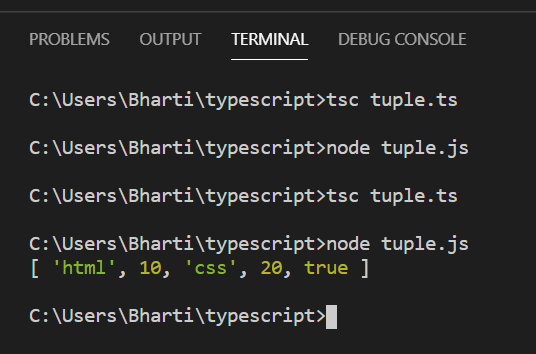 PROBLEMS OUTPUT TERMINAL DEBUG CONSOLE
C:\Users\Bharti\typescript>tsc tuple.ts
C:\Users\Bharti\typescript>node tuple.js
C:\Users\Bharti\typescript>tsc tuple.ts
C:\Users\Bharti\typescript>node tuple.js
[ 'html', 10, 'css', 20, true ]
C:\Users\Bharti\typescript>